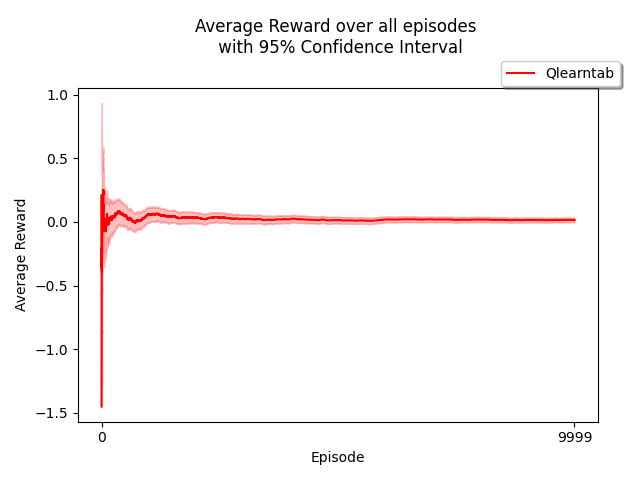 Average Reward over all episodes
with 95% Confidence Interval
Qlearntab
1.0
0.5
0.0
−0.5
−1.0
−1.5
Average Reward
0
9999
Episode